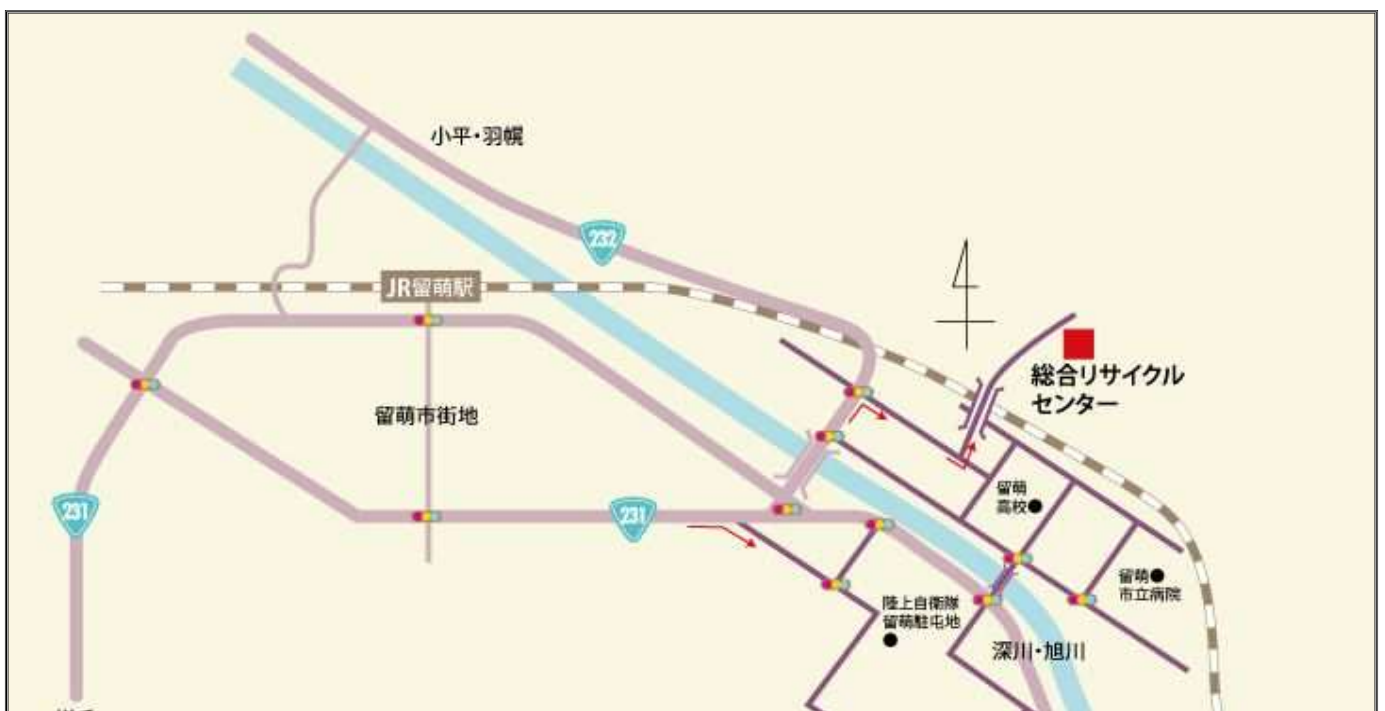 小平・羽幌
232
JR留萌駅
総合リサイクル
センター
留萌市街地
231
231
留萌
高校●
留萌●
市立病院
陸上自衛隊
留萌駐屯地
●
深川・旭川